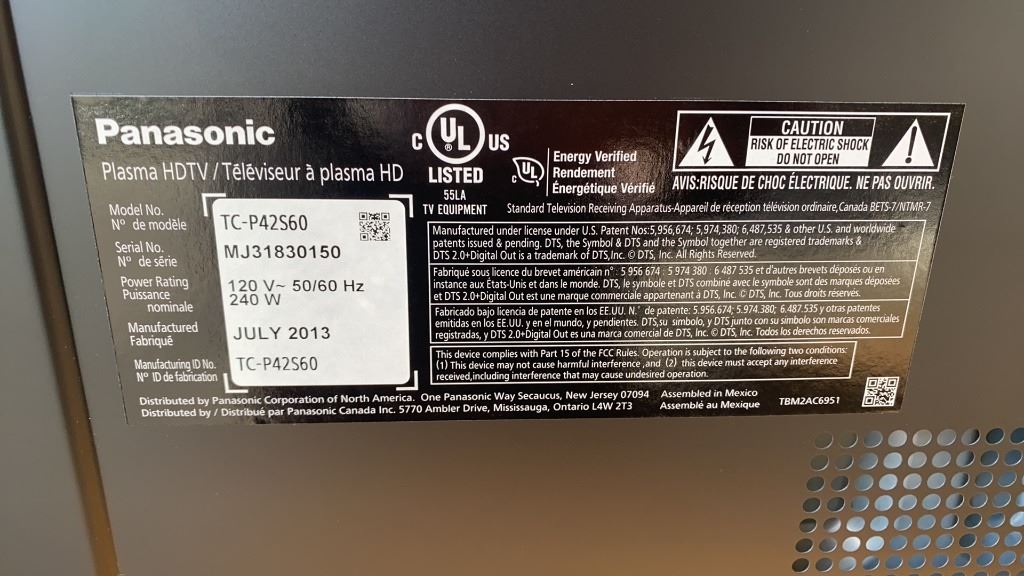 Panasonic
Plasma HDTV / Téléviseur à plasma HD
Model No.
N° de modèle
TC-P42S60
Serial No.
N° de série
MJ31830150
Power Rating
Puissance
nominale
120 V~ 50/60 Hz
240 W
Manufactured
Fabriqué
JULY 2013
Manufacturing ID No.
N° ID de fabrication
TC-P42S60
C UL ® US
LISTED
55LA
TV EQUIPMENT
c UL
Energy Verified
Rendement
Énergétique Vérifié
CAUTION
RISK OF ELECTRIC SHOCK
DO NOT OPEN
AVIS:RISQUE DE CHOC ÉLECTRIQUE. NE PAS OUVRIR.
Standard Television Receiving Apparatus-Appareil de réception télévision ordinaire,Canada BETS-7/NTMR-7
Manufactured under license under U.S. Patent Nos:5,956,674; 5,974,380; 6,487,535 & other U.S. and worldwide
patents issued & pending. DTS, the Symbol & DTS and the Symbol together are registered trademarks &
DTS 2.0+Digital Out is a trademark of DTS,Inc. © DTS, Inc. All Rights Reserved.
Fabriqué sous licence du brevet américain n° : 5 956 674 ; 5 974 380 ; 6 487 535 et d'autres brevets déposés ou en
instance aux États-Unis et dans le monde. DTS, le symbole et DTS combiné avec le symbole sont des marques déposées
et DTS 2.0+Digital Out est une marque commerciale appartenant à DTS, Inc. © DTS, Inc. Tous droits réservés.
Fabricado bajo licencia de patente en los EE.UU. N.° de patente: 5.956.674; 5.974.380; 6.487.535 y otras patentes
emitidas en los EE.UU. y en el mundo, y pendientes. DTS,su simbolo, y DTS junto con su simbolo son marcas comerciales
registradas, y DTS 2.0+Digital Out es una marca comercial de DTS, Inc. © DTS, Inc. Todos los derechos reservados.
This device complies with Part 15 of the FCC Rules. Operation is subject to the following two conditions:
(1) This device may not cause harmful interference ,and (2) this device must accept any interference
received,including interference that may cause undesired operation.
Distributed by Panasonic Corporation of North America. One Panasonic Way Secaucus, New Jersey 07094
Distributed by / Distribué par Panasonic Canada Inc. 5770 Ambler Drive, Mississauga, Ontario L4W 2T3
Assembled in Mexico
Assemblé au Mexique
TBM2AC6951